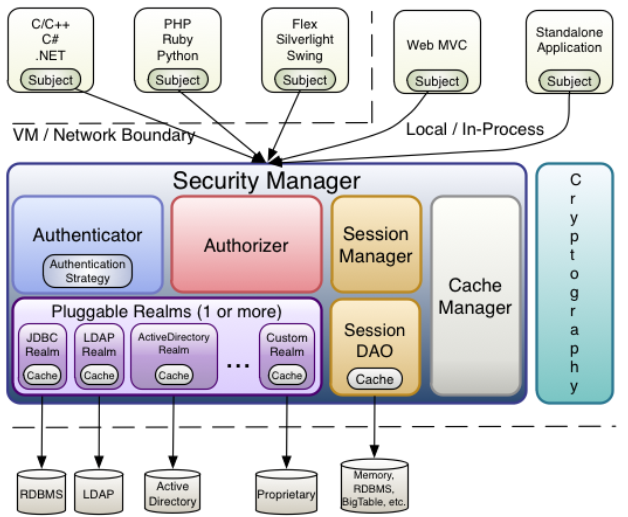 C/C++
C#
.NET
Subject
PHP
Ruby
Python
Subject
Flex
Silverlight
Swing
Subject
Web MVC
Subject
Standalone
Application
Subject
VM / Network Boundary
Local / In-Process
Security Manager
Authenticator
Authentication
Strategy
Authorizer
Session
Manager
Cache
Manager
Cryptography
Pluggable Realms (1 or more)
JDBC
Realm
Cache
LDAP
Realm
Cache
ActiveDirectory
Realm
Cache
...
Custom
Realm
Cache
Session
DAO
Cache
RDBMS
LDAP
Active
Directory
Proprietary
Memory,
RDBMS,
BigTable, etc.